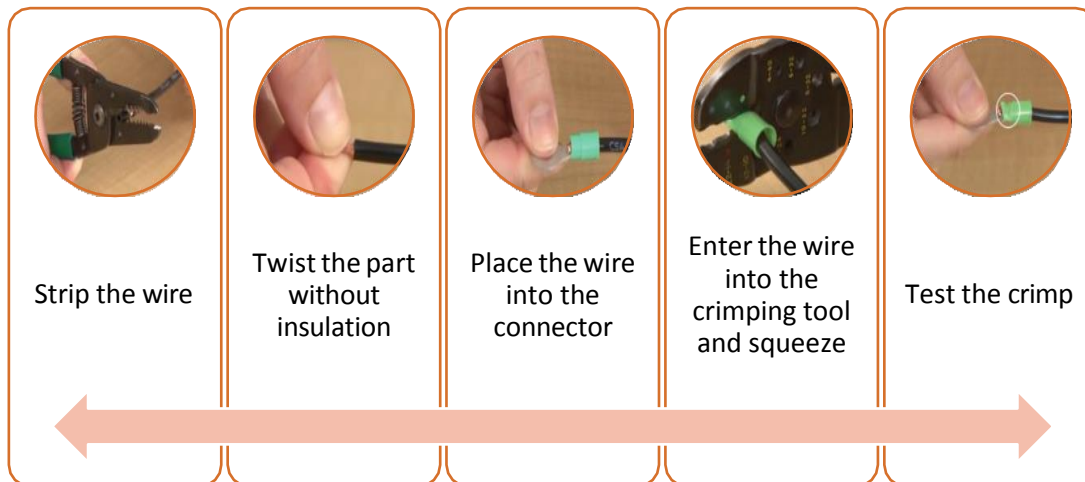 Strip the wire
Twist the part
without
insulation
Place the wire
into the
connector
Enter the wire
into the
crimping tool
and squeeze
Test the crimp